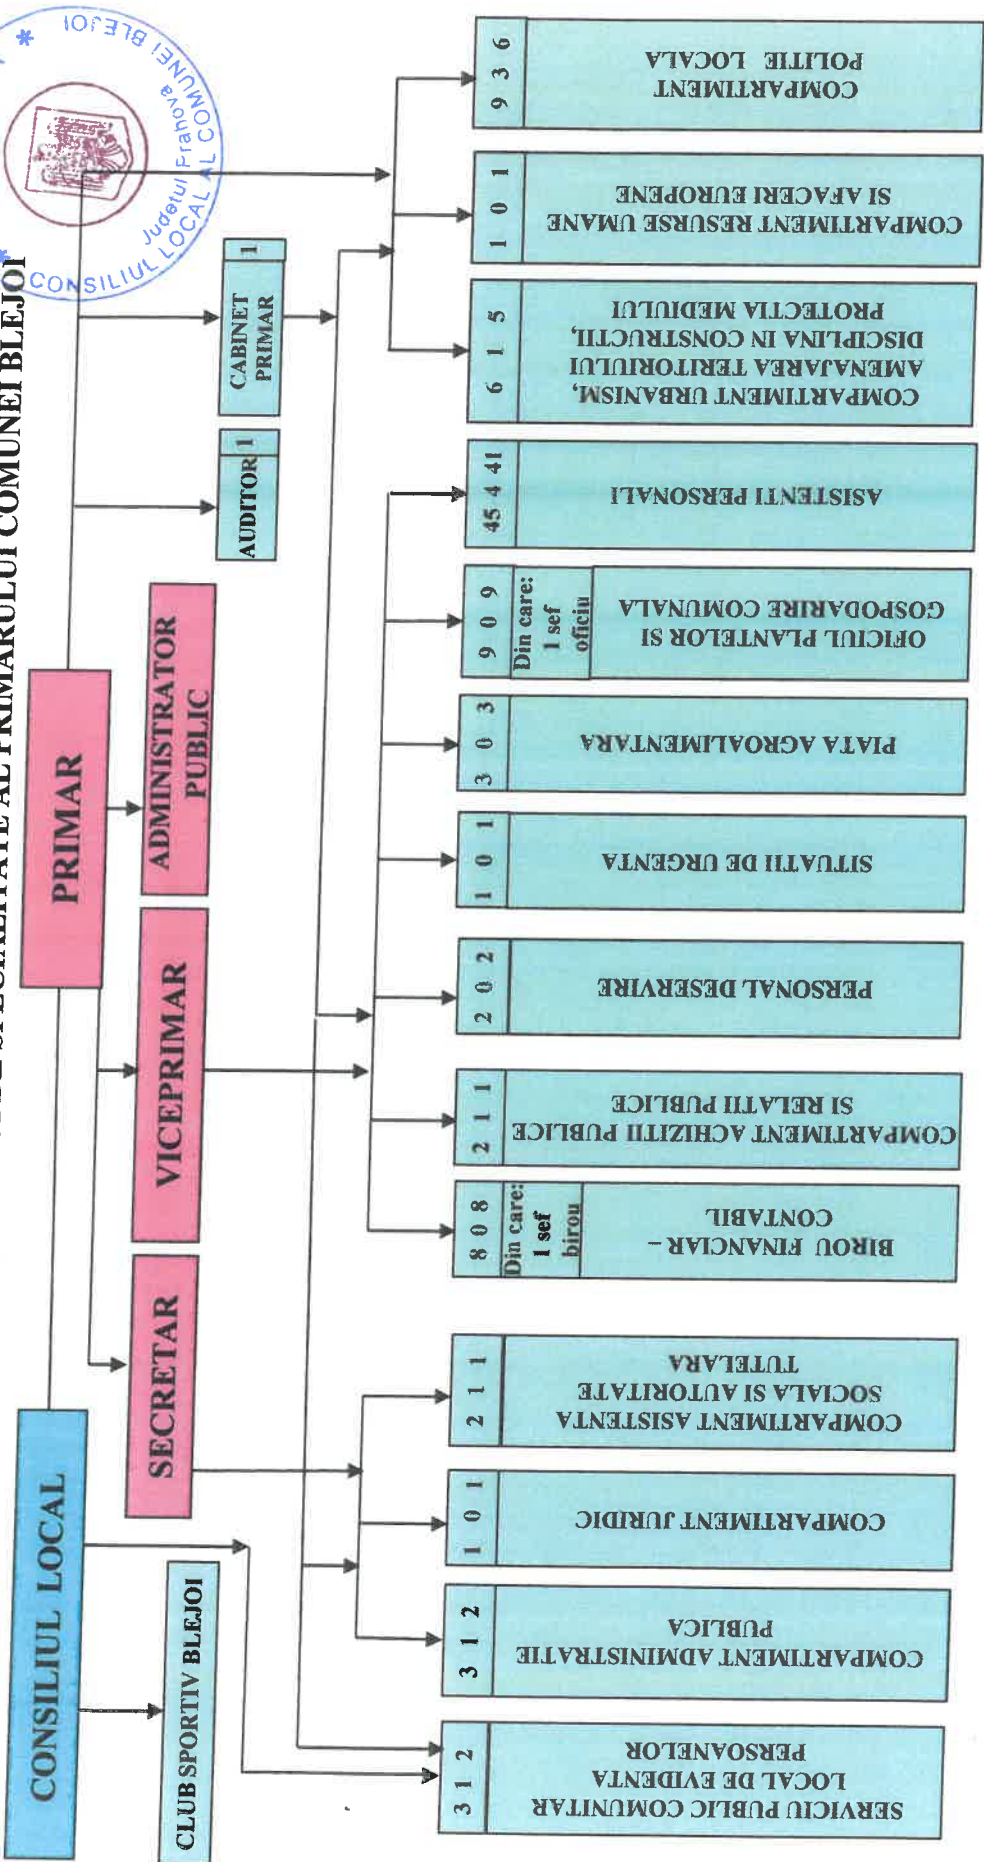 AL PRIMARULUI COMUNEI BLEJOI
CONSILIUL LOCAL AL COMUNEI BLEJOI
Judetul Prahova
CONSILIUL LOCAL
PRIMAR
CLUB SPORTIV BLEJOI
SECRETAR
VICEPRIMAR
ADMINISTRATOR
PUBLIC
AUDITOR 1
CABINET
PRIMAR
1
3 1 2
SERVICIU PUBLIC COMUNITAR
LOCAL DE EVIDENTA
PERSOANELOR
3 1 2
COMPARTIMENT ADMINISTRATIE
PUBLICA
1 0 1
COMPARTIMENT JURIDIC
2 1 1
COMPARTIMENT ASISTENTA
SOCIALA SI AUTORITATE
TUTELARA
8 0 8
Din care:
1 sef
birou
BIROU FINANCIAR –
CONTABIL
2 1 1
COMPARTIMENT ACHIZITII PUBLICE
SI RELATII PUBLICE
2 0 2
PERSONAL DESERVIRE
1 0 1
SITUATII DE URGENTA
3 0 3
PIATA AGROALIMENTARA
9 0 9
Din care:
1 sef
oficiu
OFICIUL PLANTELOR SI
GOSPODARIRE COMUNALA
45 4 41
ASISTENTI PERSONALI
6 1 5
COMPARTIMENT URBANISM,
AMENAJAREA TERITORIULUI
DISCIPLINA IN CONSTRUCTII,
PROTECTIA MEDIULUI
1 0 1
COMPARTIMENT RESURSE UMANE
SI AFACERI EUROPENE
9 3 6
COMPARTIMENT
POLITIE LOCALA